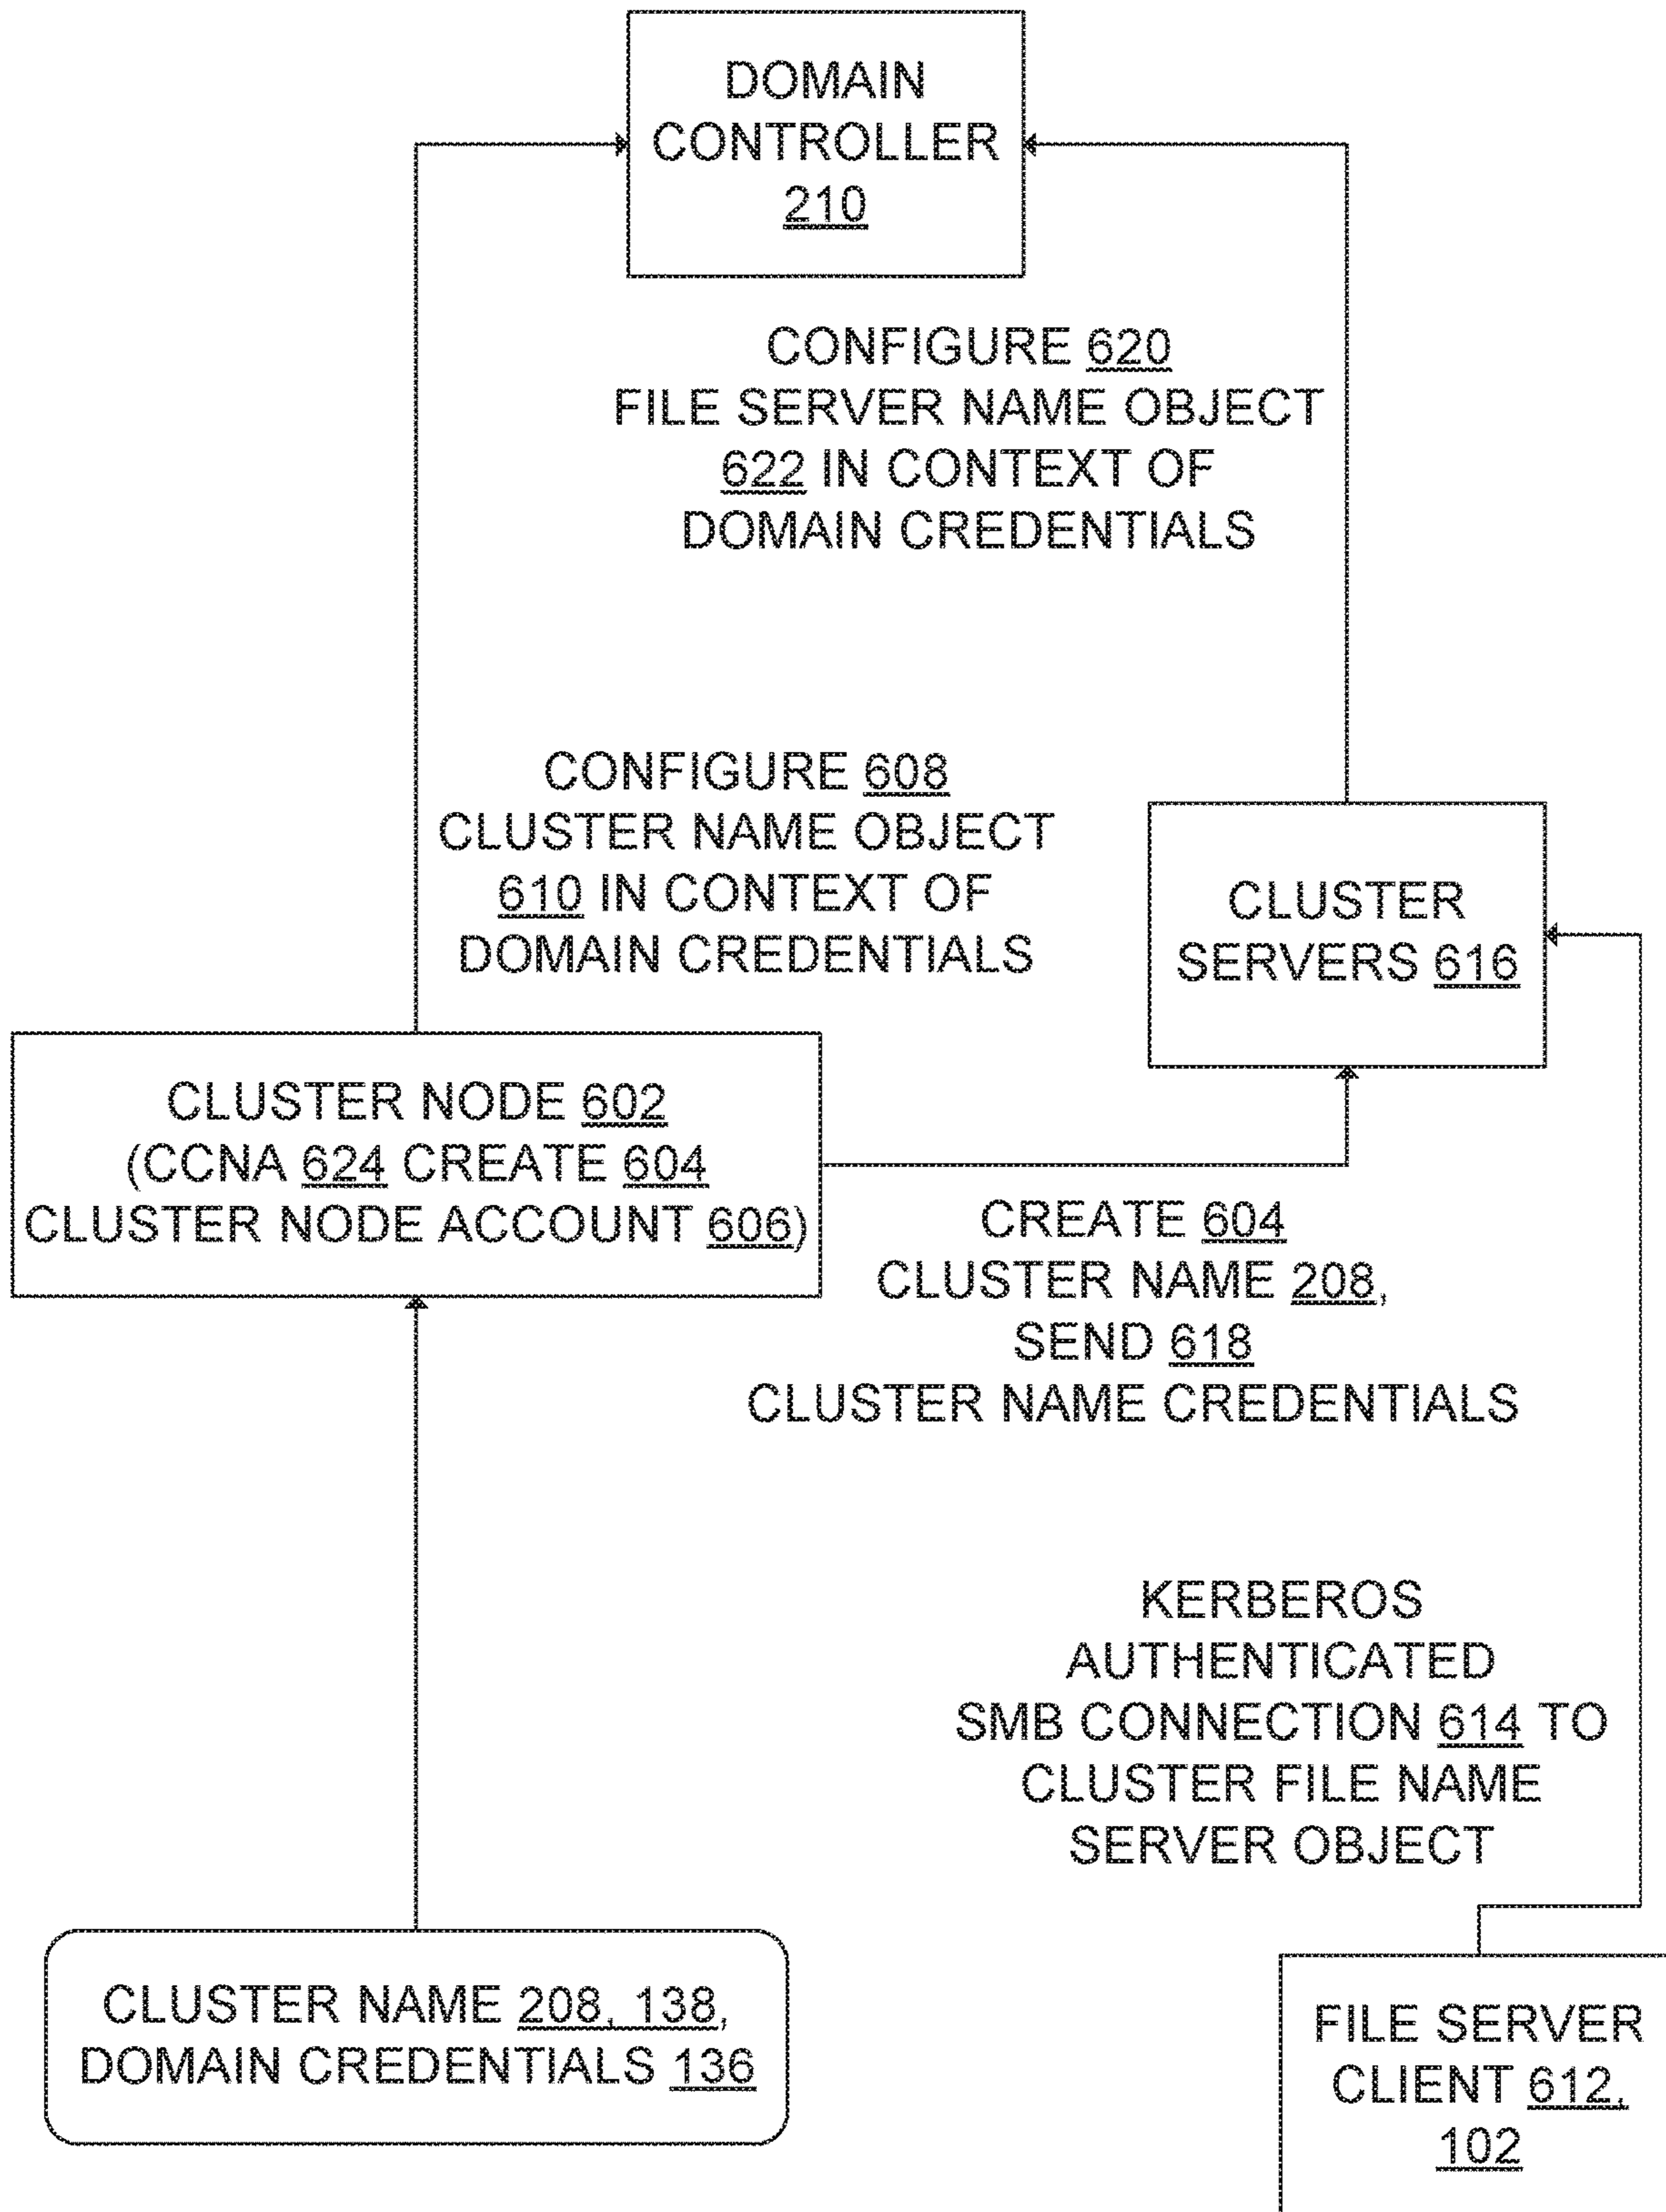 DOMAIN
CONTROLLER
210
CONFIGURE 620
FILE SERVER NAME OBJECT
622 IN CONTEXT OF
DOMAIN CREDENTIALS
CONFIGURE 608
CLUSTER NAME OBJECT
610 IN CONTEXT OF
DOMAIN CREDENTIALS
CLUSTER
SERVERS 616
CLUSTER NODE 602
(CCNA 624 CREATE 604
CLUSTER NODE ACCOUNT 606)
CREATE 604
CLUSTER NAME 208,
SEND 618
CLUSTER NAME CREDENTIALS
KERBEROS
AUTHENTICATED
SMB CONNECTION 614 TO
CLUSTER FILE NAME
SERVER OBJECT
CLUSTER NAME 208, 138,
DOMAIN CREDENTIALS 136
FILE SERVER
CLIENT 612,
102